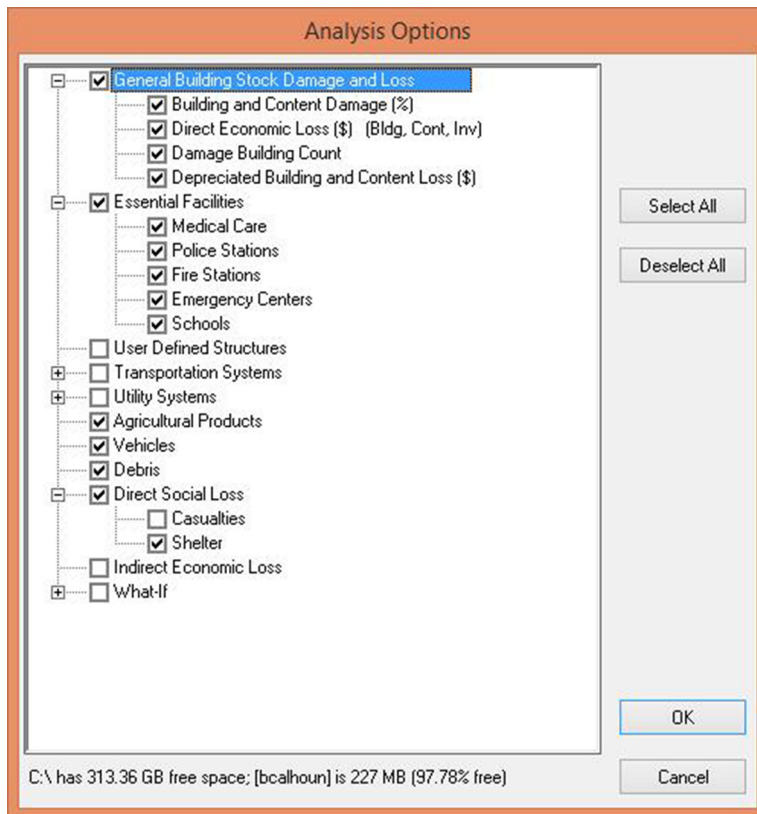 Analysis Options
General Building Stock Damage and Loss
Building and Content Damage (%)
Direct Economic Loss ($) (Bldg, Cont, Inv)
Damage Building Count
Depreciated Building and Content Loss ($)
Essential Facilities
Medical Care
Police Stations
Fire Stations
Emergency Centers
Schools
User Defined Structures
Transportation Systems
Utility Systems
Agricultural Products
Vehicles
Debris
Direct Social Loss
Casualties
Shelter
Indirect Economic Loss
What-If
Select All
Deselect All
OK
C:\ has 313.36 GB free space; [bcalhoun] is 227 MB (97.78% free)
Cancel